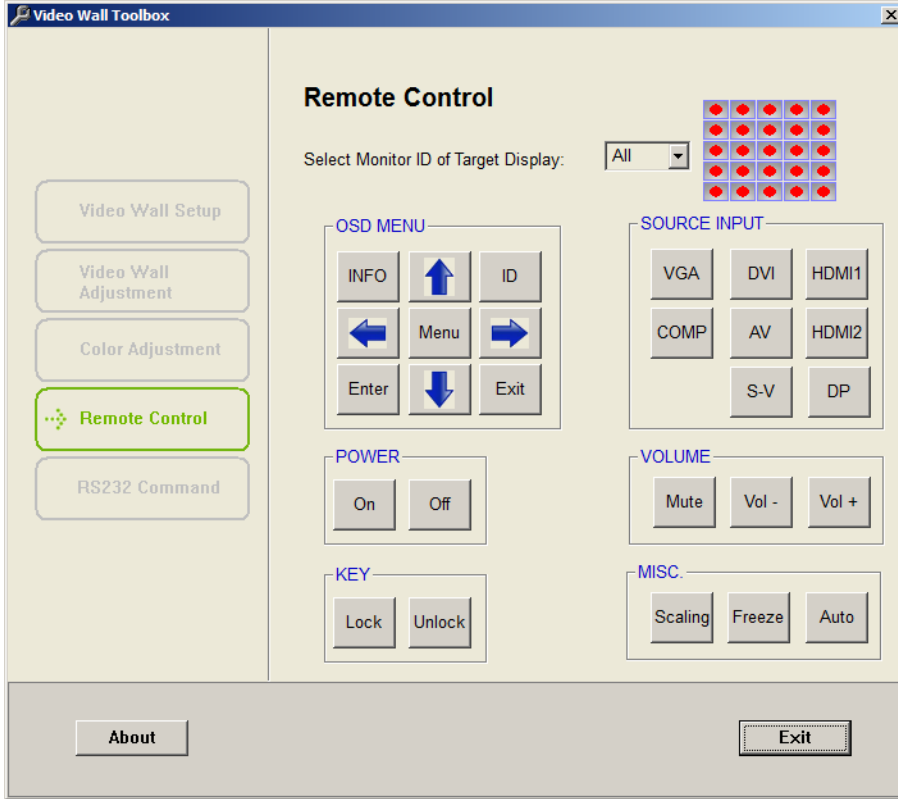 Video Wall Toolbox
Remote Control
Select Monitor ID of Target Display: All
Video Wall Setup
Video Wall
Adjustment
Color Adjustment
Remote Control
RS232 Command
OSD MENU
INFO ID
Menu
Enter Exit
SOURCE INPUT
VGA DVI HDMI1
COMP AV HDMI2
S-V DP
POWER
On Off
VOLUME
Mute Vol - Vol +
KEY
Lock Unlock
MISC.
Scaling Freeze Auto
About Exit